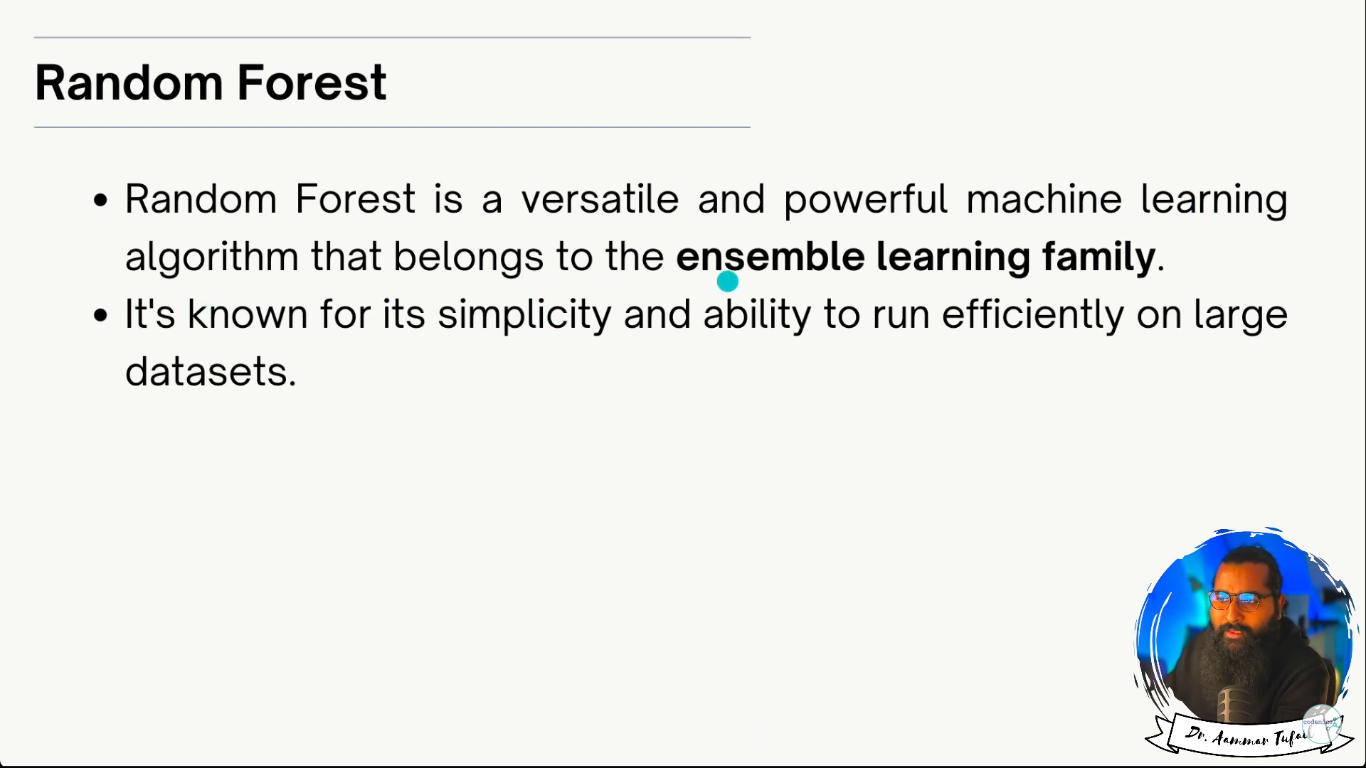 Random Forest
• Random Forest is a versatile and powerful machine learning
algorithm that belongs to the ensemble learning family.
• It's known for its simplicity and ability to run efficiently on large
datasets.
Dr. Aammar Tufail
codanics